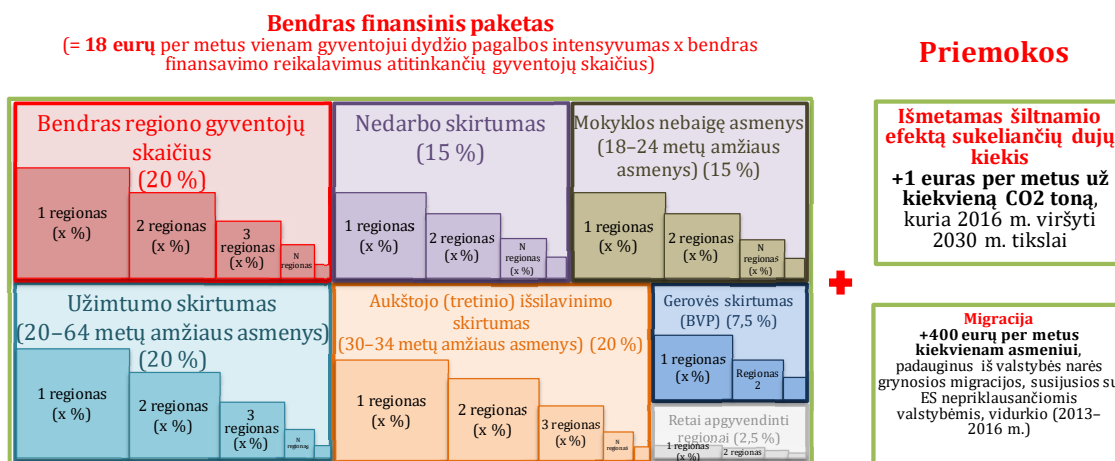 Bendras finansinis paketas
(= 18 eurų per metus vienam gyventojui dydžio pagalbos intensyvumas x bendras
finansavimo reikalavimus atitinkančių gyventojų skaičius)
Bendras regiono gyventojų
skaičius
(20 %)
1 regionas
(x %)
2 regionas
(x %)
3
regionas
(x %)
N
regionas
Nedarbo skirtumas
(15 %)
1 regionas
(x %)
2 regionas
(x %)
N
regionas
(x %)
Mokyklos nebaigę asmenys
(18–24 metų amžiaus
asmenys) (15 %)
1 regionas
(x %)
2 regionas
(x %)
N
regionas
(x %)
Užimtumo skirtumas
(20–64 metų amžiaus asmenys)
(20 %)
1 regionas
(x %)
2 regionas
(x %)
3
regionas
(x %)
N
regionas
Aukštojo (tretinio) išsilavinimo
skirtumas
(30–34 metų amžiaus asmenys) (20 %)
1 regionas
(x %)
2 regionas
(x %)
3 regionas
(x %)
N
regionas
Gerovės skirtumas
(BVP) (7,5 %)
1 regionas
(x %)
Regionas
2
Retai apgyvendinti
regionai (2,5 %)
1 regionas
(x %)
2 regionas
Priemokos
Išmetamas šiltnamio
efektą sukeliančių dujų
kiekis
+1 euras per metus už
kiekvieną CO2 toną,
kuria 2016 m. viršyti
2030 m. tikslai
Migracija
+400 eurų per metus
kiekvienam asmeniui,
padauginus iš valstybės narės
grynosios migracijos, susijusios su
ES nepriklausančiomis
valstybėmis, vidurkio (2013–
2016 m.)